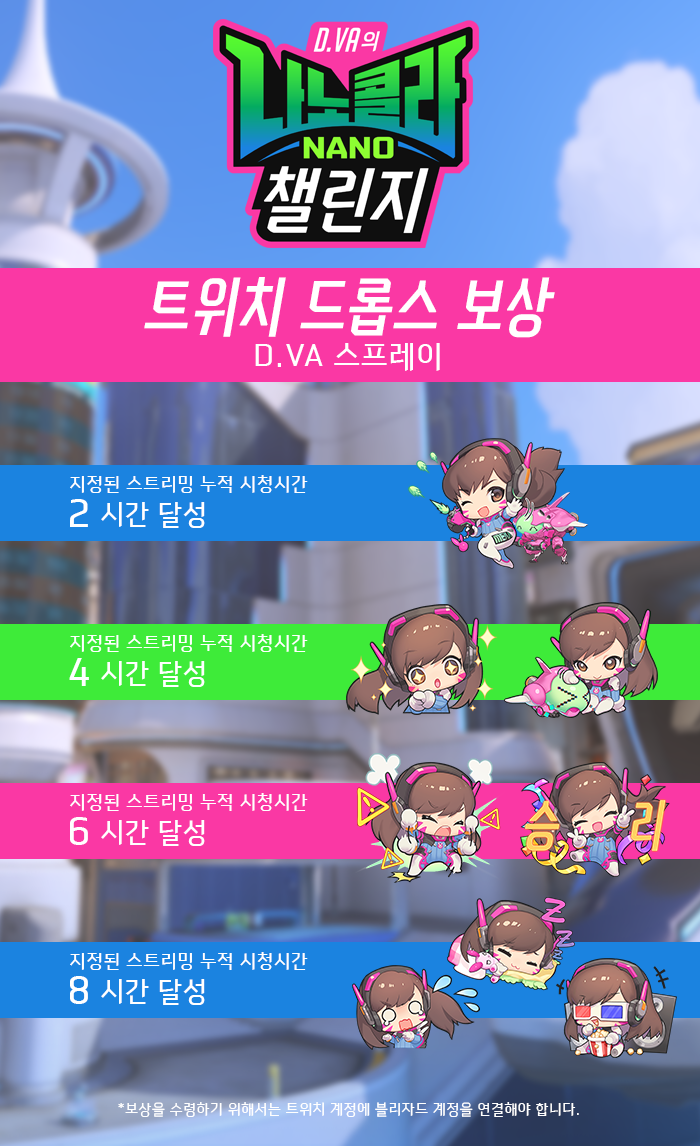 D.VA의
나노콜라
NANO
챌린지
트위치 드롭스 보상
D.VA 스프레이
지정된 스트리밍 누적 시청시간
2 시간 달성
지정된 스트리밍 누적 시청시간
4 시간 달성
지정된 스트리밍 누적 시청시간
6 시간 달성
승리
지정된 스트리밍 누적 시청시간
8 시간 달성
Z
Z
Z
*보상을 수령하기 위해서는 트위치 계정에 블리자드 계정을 연결해야 합니다.